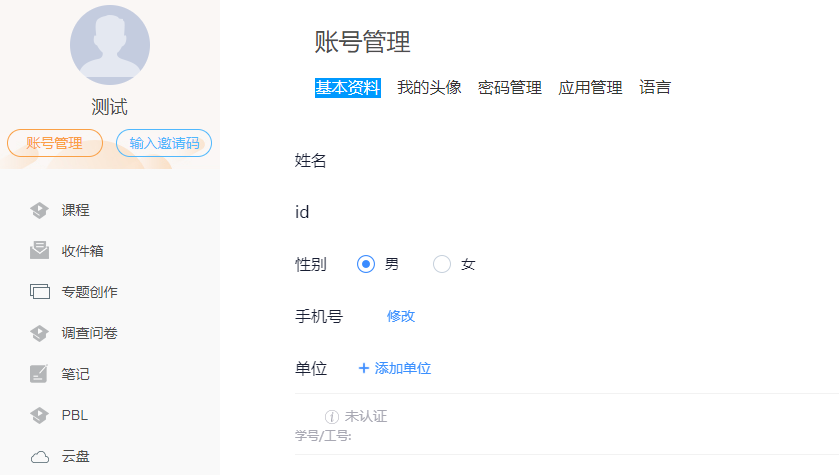 测试
账号管理 输入邀请码
课程
收件箱
专题创作
调查问卷
笔记
PBL
云盘
账号管理
基本资料 我的头像 密码管理 应用管理 语言
姓名
id
性别 男 女
手机号 修改
单位 + 添加单位
未认证
学号/工号: